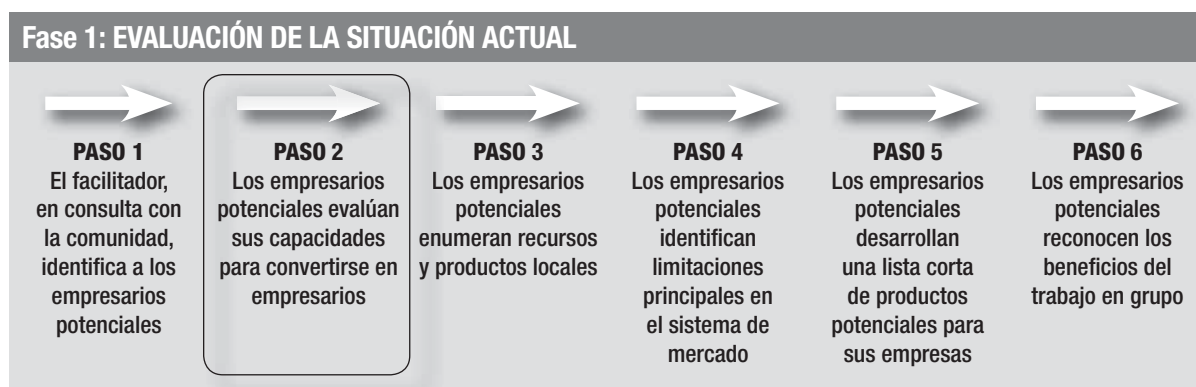 Fase 1: EVALUACIÓN DE LA SITUACIÓN ACTUAL
PASO 1
El facilitador,
en consulta con
la comunidad,
identifica a los
empresarios
potenciales
PASO 2
Los empresarios
potenciales evalúan
sus capacidades
para convertirse en
empresarios
PASO 3
Los empresarios
potenciales
enumeran recursos
y productos locales
PASO 4
Los empresarios
potenciales
identifican
limitaciones
principales en
el sistema de
mercado
PASO 5
Los empresarios
potenciales
desarrollan
una lista corta
de productos
potenciales para
sus empresas
PASO 6
Los empresarios
potenciales
reconocen los
beneficios del
trabajo en grupo